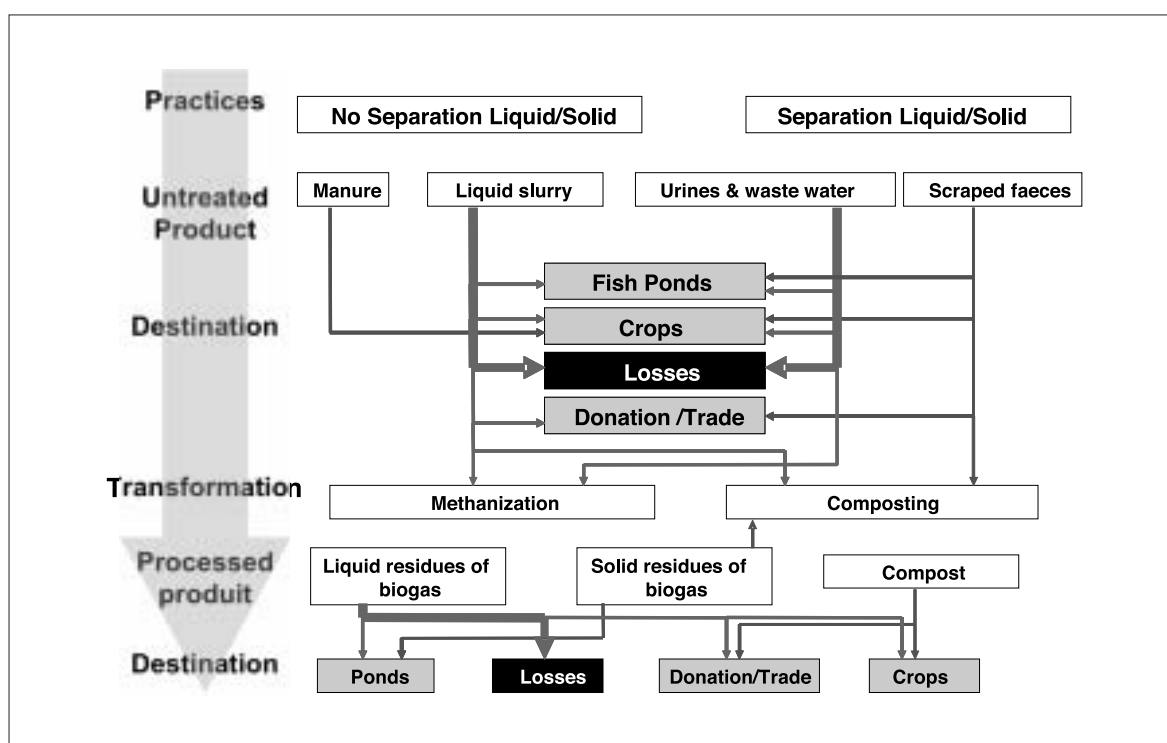 Practices
No Separation Liquid/Solid
Separation Liquid/Solid
Untreated
Product
Manure
Liquid slurry
Urines & waste water
Scraped faeces
Fish Ponds
Destination
Crops
Losses
Donation /Trade
Transformation
Methanization
Composting
Processed
produit
Liquid residues of
biogas
Solid residues of
biogas
Compost
Destination
Ponds
Losses
Donation/Trade
Crops